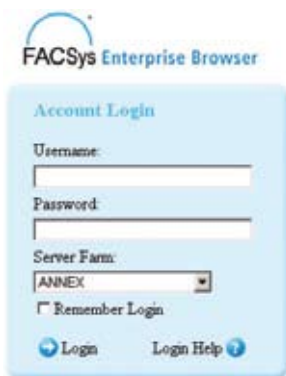 FACSys Enterprise Browser
Account Login
Username:
Password:
Server Farm:
ANNEX
Remember Login
Login Login Help ?